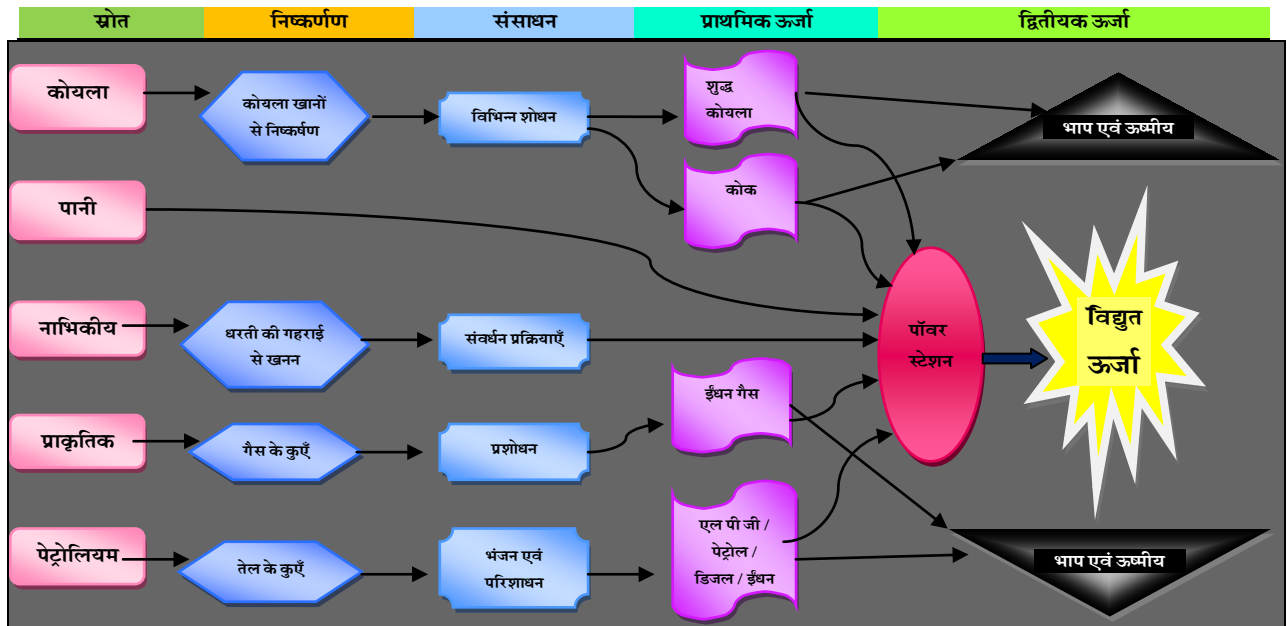 स्रोत
निष्कर्णण
संसाधन
प्राथमिक ऊर्जा
द्वितीयक ऊर्जा
कोयला
कोयला खानों
से निष्कर्षण
विभिन्न शोधन
शुद्ध
कोयला
भाप एवं ऊष्मीय
कोक
पानी
नाभिकीय
धरती की गहराई
से खनन
संवर्धन प्रक्रियाएँ
पॉवर
स्टेशन
विद्युत
ऊर्जा
प्राकृतिक
गैस के कुएँ
प्रशोधन
ईंधन गैस
पेट्रोलियम
तेल के कुएँ
भंजन एवं
परिशाधन
एल पी जी /
पेट्रोल /
डिजल / ईंधन
भाप एवं ऊष्मीय